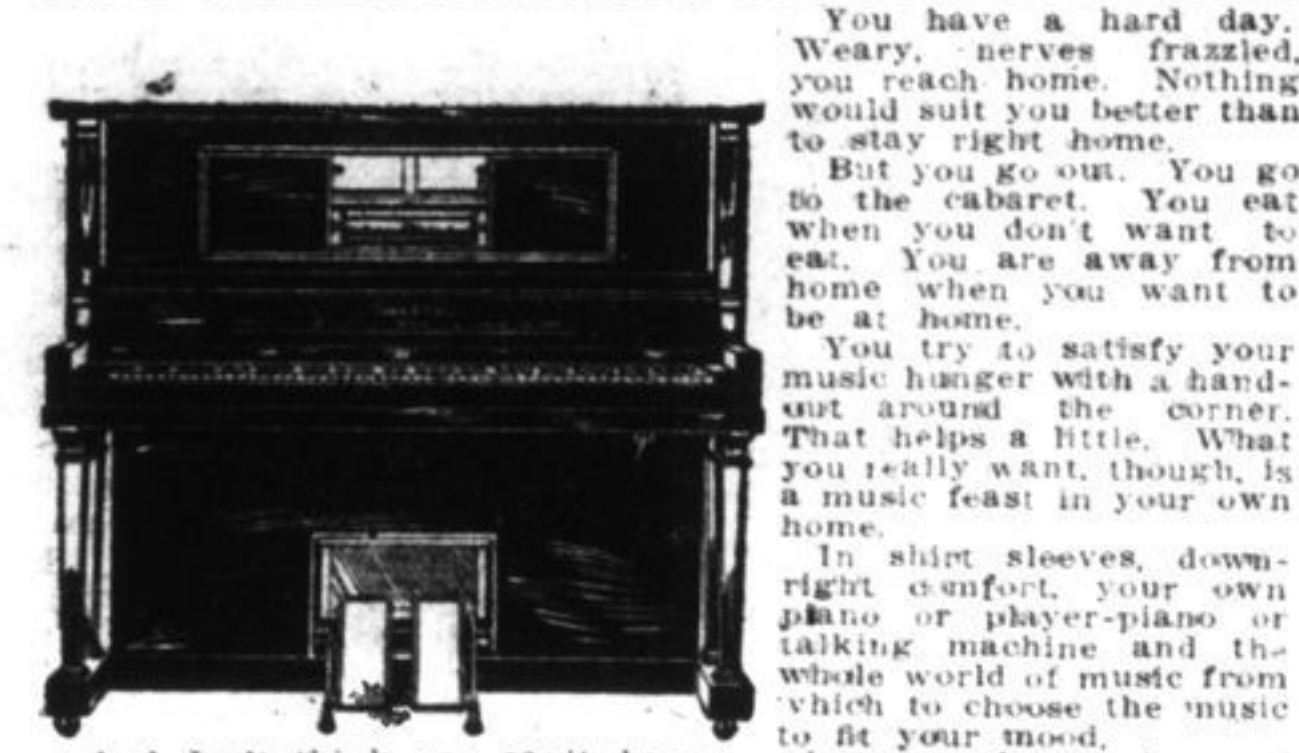 You have a hard day.
Weary, nerves frazzled,
you reach home. Nothing
would suit you better than
to stay right home.
But you go out. You go
to the cabaret. You eat
when you don't want to
eat. You are away from
home when you want to
be at home.
You try to satisfy your
music hunger with a hand-
out around the corner.
That helps a little. What
you really want, though, is
a music feast in your own
home.
In shirt sleeves, down-
right comfort, your own
piano or player-piano or
talking machine and the
whole world of music from
which to choose the music
to fit your mood.